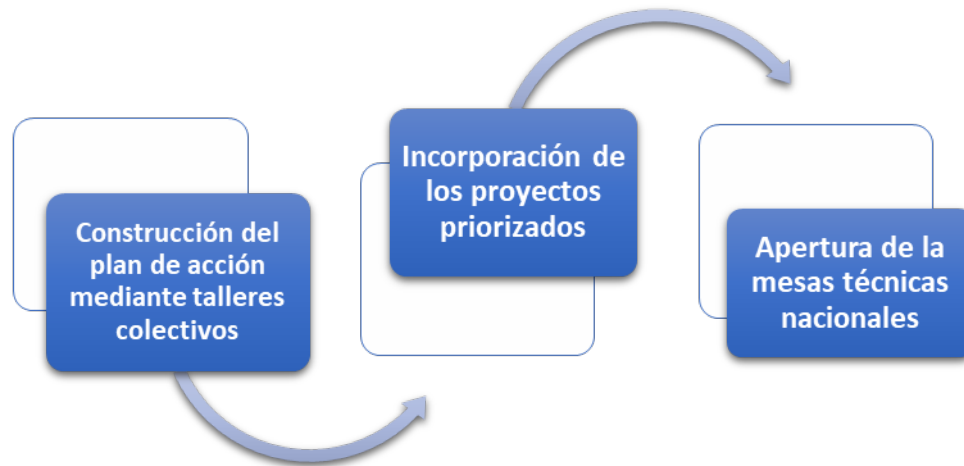 Construcción del
plan de acción
mediante talleres
colectivos
Incorporación de
los proyectos
priorizados
Apertura de la
mesas técnicas
nacionales